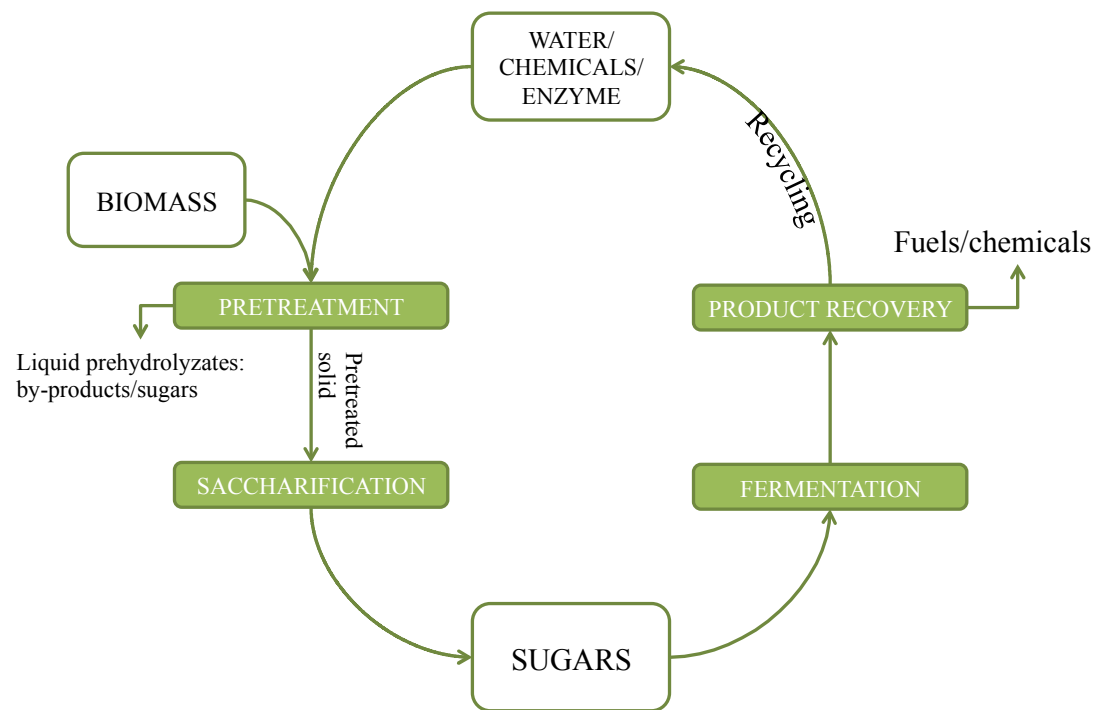 WATER/
CHEMICALS/
ENZYME
Recycling
BIOMASS
Fuels/chemicals
PRETREATMENT
PRODUCT RECOVERY
Liquid prehydrolyzates:
by-products/sugars
Pretreated
solid
SACCHARIFICATION
FERMENTATION
SUGARS